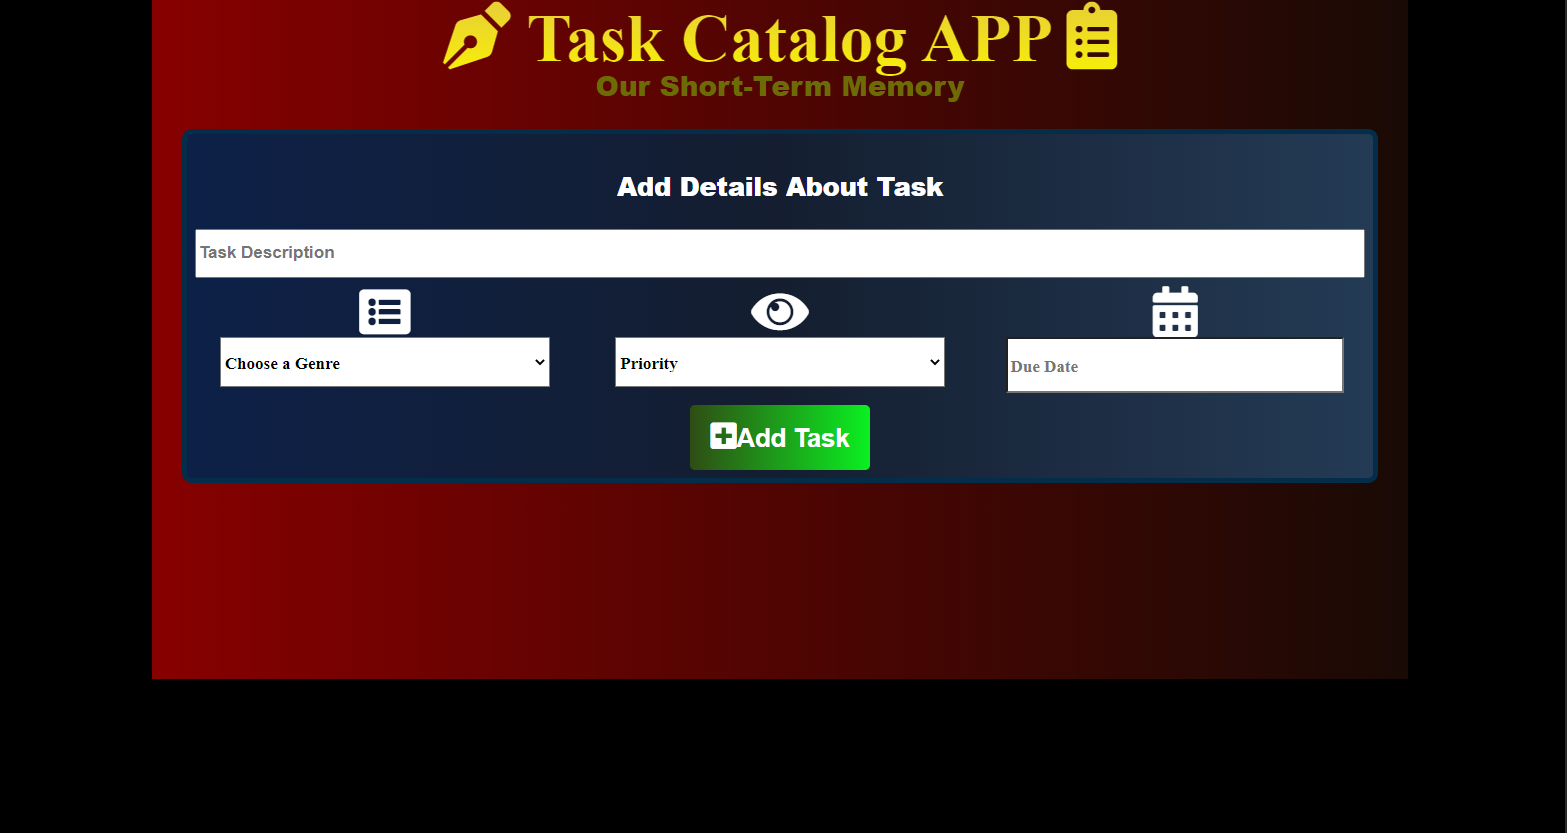 Task Catalog APP
Our Short-Term Memory
Add Details About Task
Task Description
Choose a Genre
Priority
Due Date
Add Task